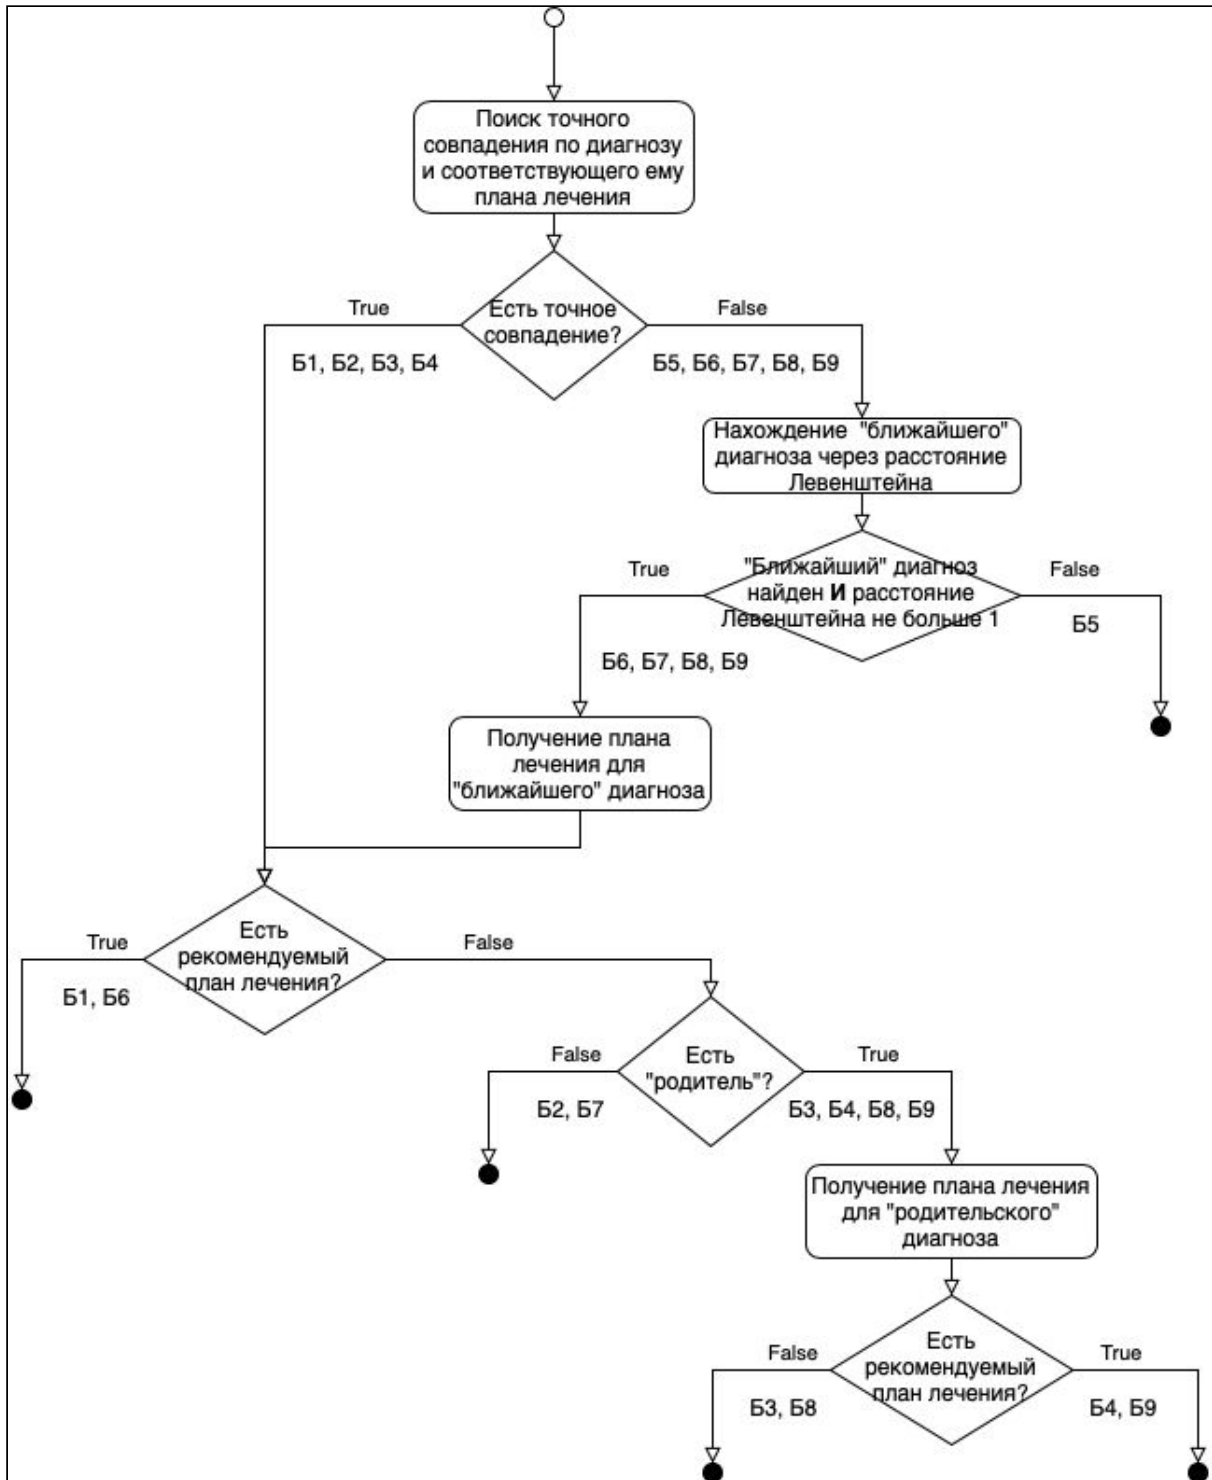 Поиск точного
совпадения по диагнозу
и соответствующего ему
плана лечения
Есть точное
совпадение?
True
False
Б1, Б2, Б3, Б4
Б5, Б6, Б7, Б8, Б9
Нахождение "ближайшего"
диагноза через расстояние
Левенштейна
"Ближайший" диагноз
найден И расстояние
Левенштейна не больше 1
True
False
Б6, Б7, Б8, Б9
Б5
Получение плана
лечения для
"ближайшего" диагноза
Есть
рекомендуемый
план лечения?
True
False
Б1, Б6
Есть
"родитель"?
False
True
Б2, Б7
Б3, Б4, Б8, Б9
Получение плана лечения
для "родительского"
диагноза
Есть
рекомендуемый
план лечения?
False
True
Б3, Б8
Б4, Б9